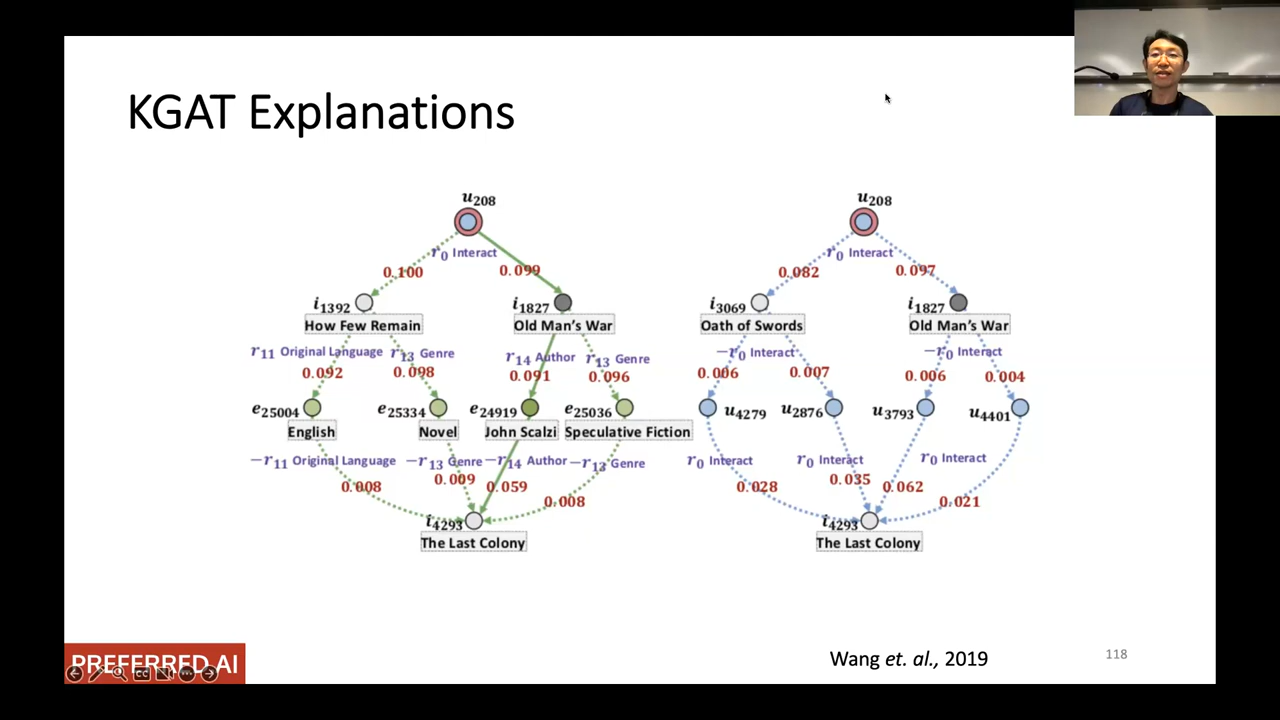 KGAT Explanations
u208
r0 Interact
0.100
0.099
i1392
How Few Remain
i1827
Old Man's War
r11 Original Language
r13 Genre
r14 Author
r13 Genre
0.092
0.098
0.091
0.096
e25004
English
e25334
Novel
e24919
John Scalzi
e25036
Speculative Fiction
−r11 Original Language
−r13 Genre
−r14 Author
−r13 Genre
0.008
0.009
0.059
0.008
i4293
The Last Colony
u208
r0 Interact
0.082
0.097
i3069
Oath of Swords
i1827
Old Man's War
−r0 Interact
−r0 Interact
0.006
0.007
0.006
0.004
u4279
u2876
u3793
u4401
r0 Interact
r0 Interact
r0 Interact
0.028
0.035
0.062
0.021
i4293
The Last Colony
PREFERRED.AI
Wang et. al., 2019
118